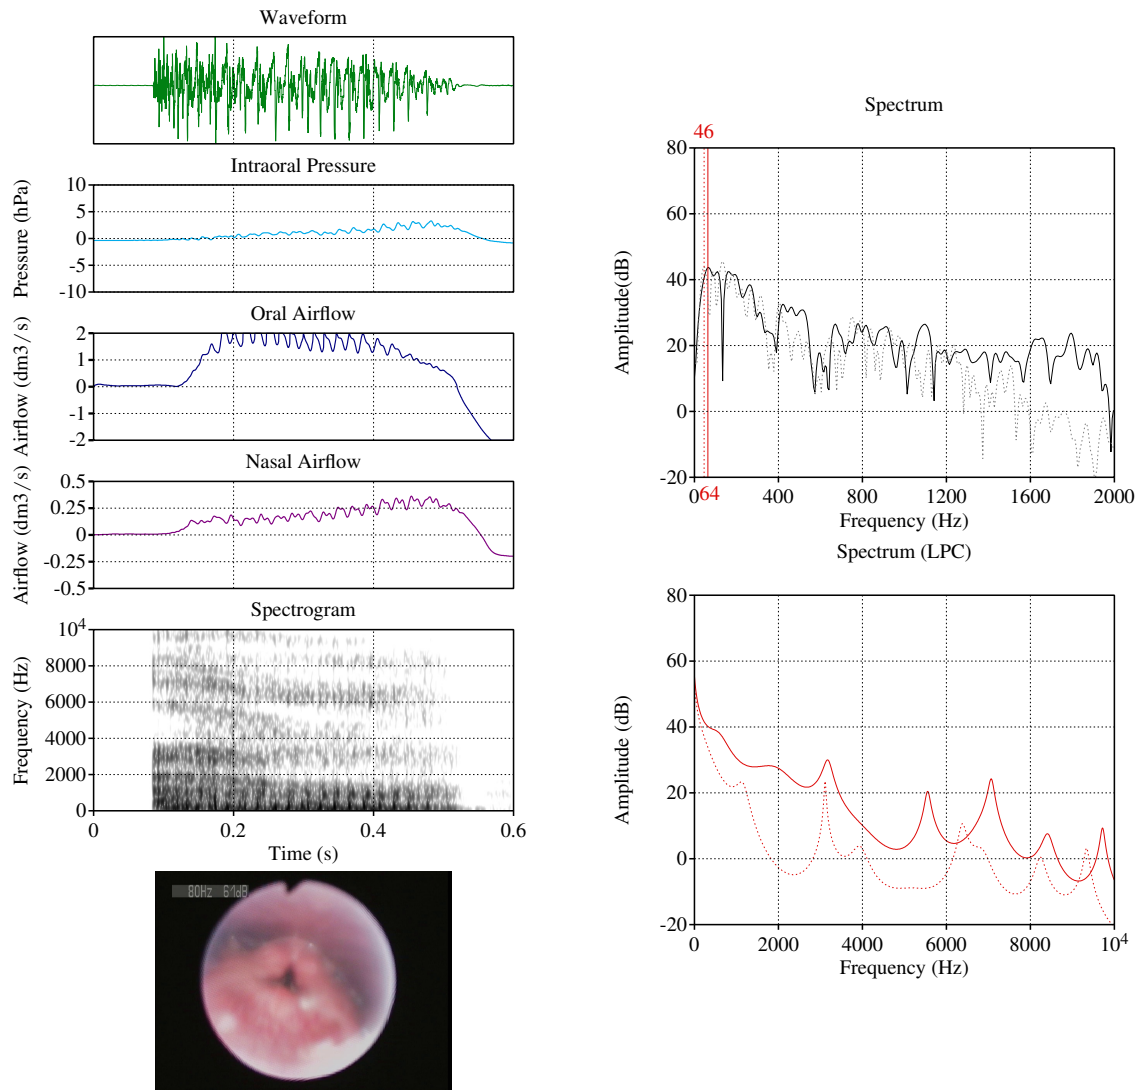 Waveform
Intraoral Pressure
Pressure (hPa)
10
5
0
-5
-10
Oral Airflow
Airflow (dm3/s)
2
1
0
-1
-2
Nasal Airflow
Airflow (dm3/s)
0.5
0.25
0
-0.25
-0.5
Spectrogram
Frequency (Hz)
10⁴
8000
6000
4000
2000
0
0 0.2 0.4 0.6
Time (s)
80Hz 61dB
Spectrum
46
Amplitude(dB)
80
60
40
20
0
-20
64
0 400 800 1200 1600 2000
Frequency (Hz)
Spectrum (LPC)
Amplitude (dB)
80
60
40
20
0
-20
0 2000 4000 6000 8000 10⁴
Frequency (Hz)